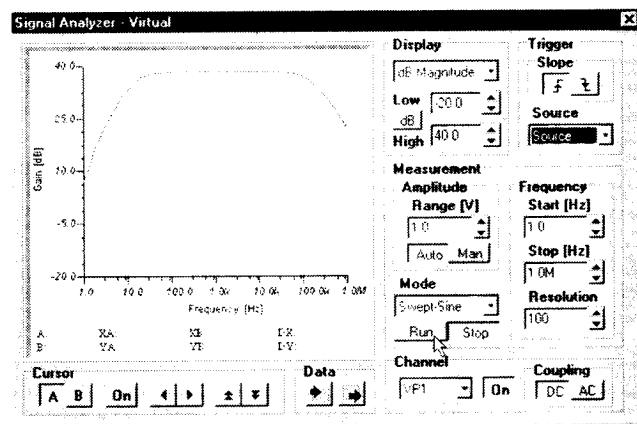 Signal Analyzer - Virtual
40.0
25.0
10.0
-5.0
-20.0
Gain [dB]
1.0 10 100.0 1.0k 10.0k 100.0k 1.0M
Frequency [Hz]
A: XA: XB: DX:
B: YA: YB: DY:
Cursor
A B On
Data
Display
dB Magnitude
Low -20.0
dB
High 40.0
Trigger
Slope
Source
Source
Measurement
Amplitude
Range [V]
1.0
Auto Man
Mode
Swept-Sine
Run Stop
Frequency
Start [Hz]
1.0
Stop [Hz]
1.0M
Resolution
100
Channel
VP1 On
Coupling
DC AC